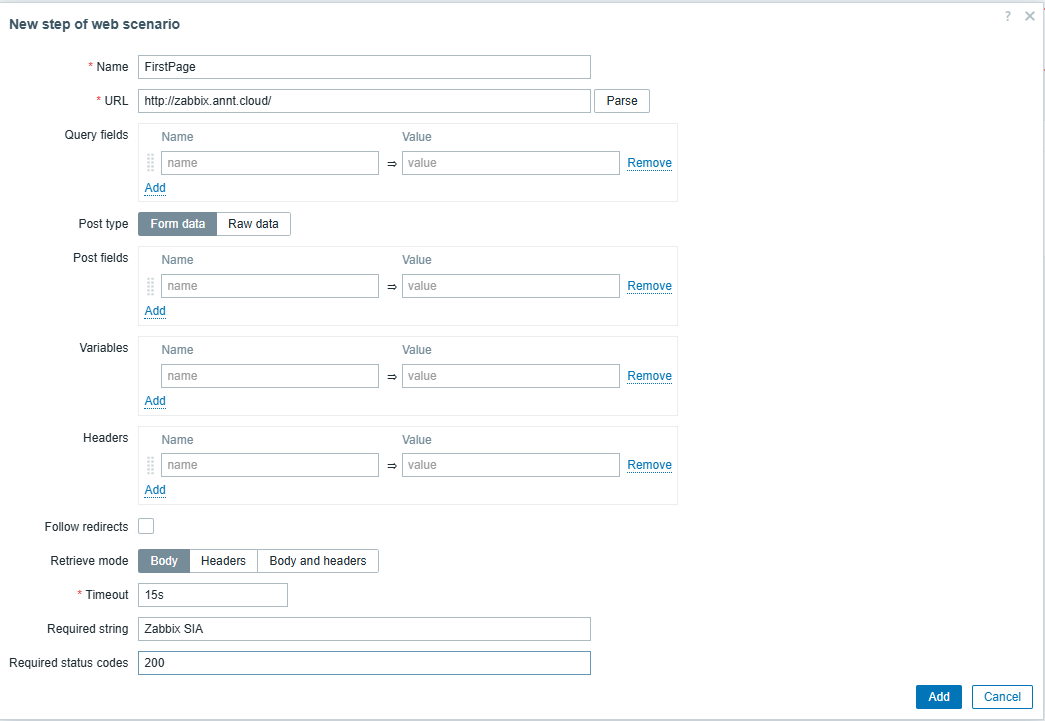 New step of web scenario
?
* Name FirstPage
* URL http://zabbix.annt.cloud/ Parse
Query fields Name Value
name ⇒ value Remove
Add
Post type Form data Raw data
Post fields Name Value
name ⇒ value Remove
Add
Variables Name Value
name ⇒ value Remove
Add
Headers Name Value
name ⇒ value Remove
Add
Follow redirects
Retrieve mode Body Headers Body and headers
* Timeout 15s
Required string Zabbix SIA
Required status codes 200
Add Cancel